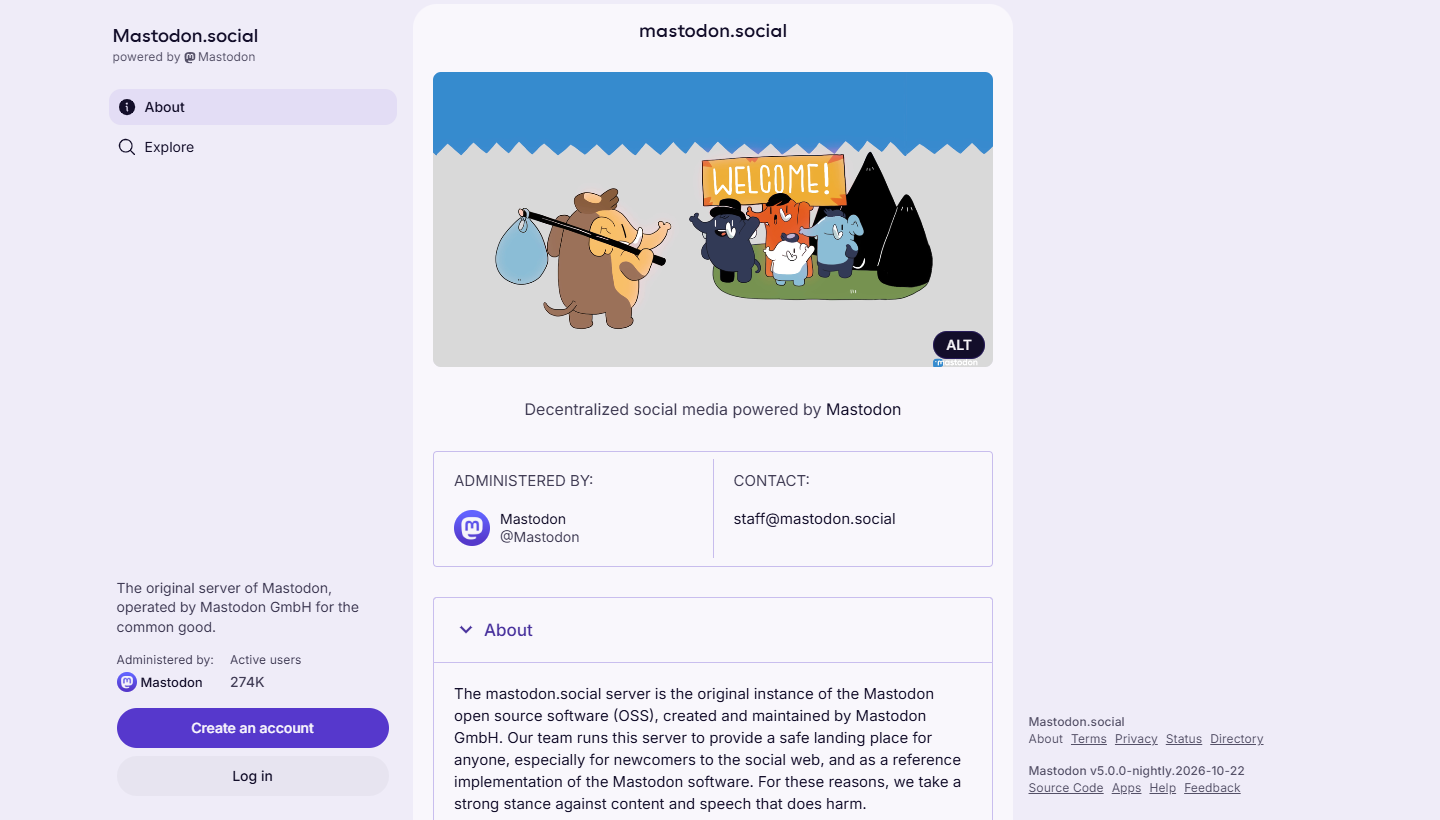 Mastodon.social
powered by Mastodon
About
Explore
The original server of Mastodon,
operated by Mastodon GmbH for the
common good.
Administered by:
Mastodon
Active users
274K
Create an account
Log in
mastodon.social
WELCOME!
ALT
mastodon
Decentralized social media powered by Mastodon
ADMINISTERED BY:
Mastodon
@Mastodon
CONTACT:
staff@mastodon.social
About
The mastodon.social server is the original instance of the Mastodon
open source software (OSS), created and maintained by Mastodon
GmbH. Our team runs this server to provide a safe landing place for
anyone, especially for newcomers to the social web, and as a reference
implementation of the Mastodon software. For these reasons, we take a
strong stance against content and speech that does harm.
Mastodon.social
About Terms Privacy Status Directory
Mastodon v5.0.0-nightly.2026-10-22
Source Code Apps Help Feedback